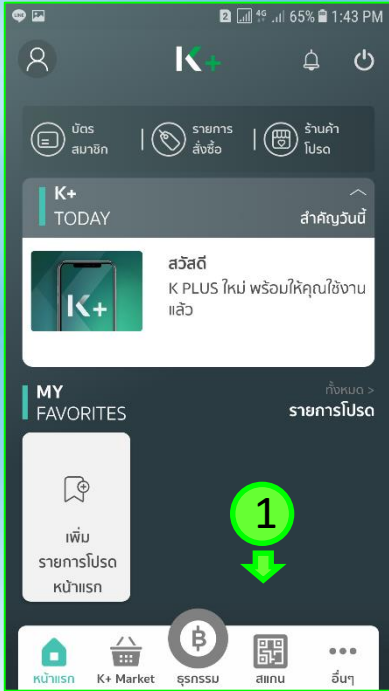 LINE 2 4G 65% 1:43 PM
K+
บัตร
สมาชิก
รายการ
สั่งซื้อ
ร้านค้า
โปรด
K+
TODAY
สำคัญวันนี้
K+
สวัสดี
K PLUS ใหม่ พร้อมให้คุณใช้งาน
แล้ว
MY
FAVORITES
ทั้งหมด >
รายการโปรด
เพิ่ม
รายการโปรด
หน้าแรก
1
หน้าแรก K+ Market ธุรกรรม สแกน อื่นๆ